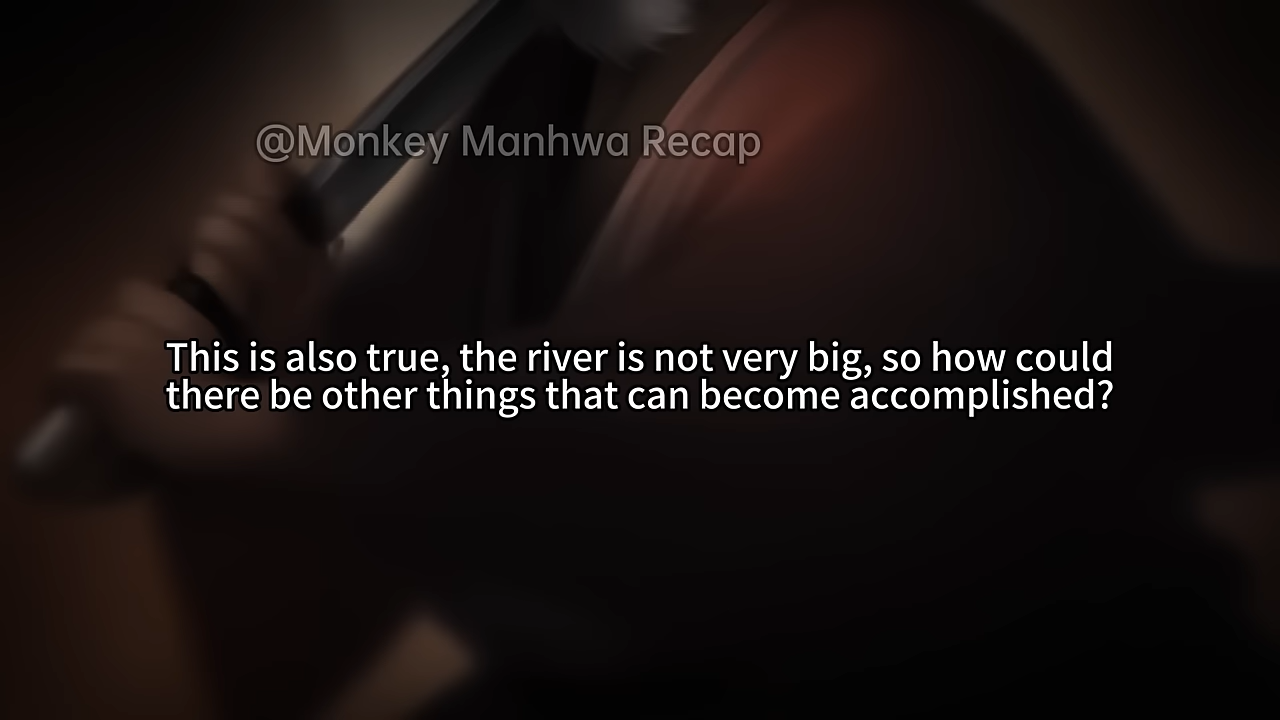 @Monkey Manhwa Recap
This is also true, the river is not very big, so how could
there be other things that can become accomplished?